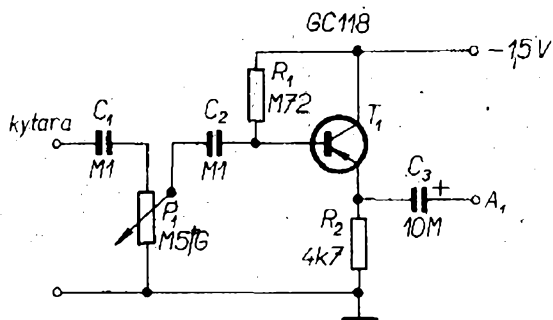 GC118
−15V
R₁
M72
kytara
C₁
M1
C₂
M1
T₁
P₁
M5/G
C₃
+
10M
A₁
R₂
4k7